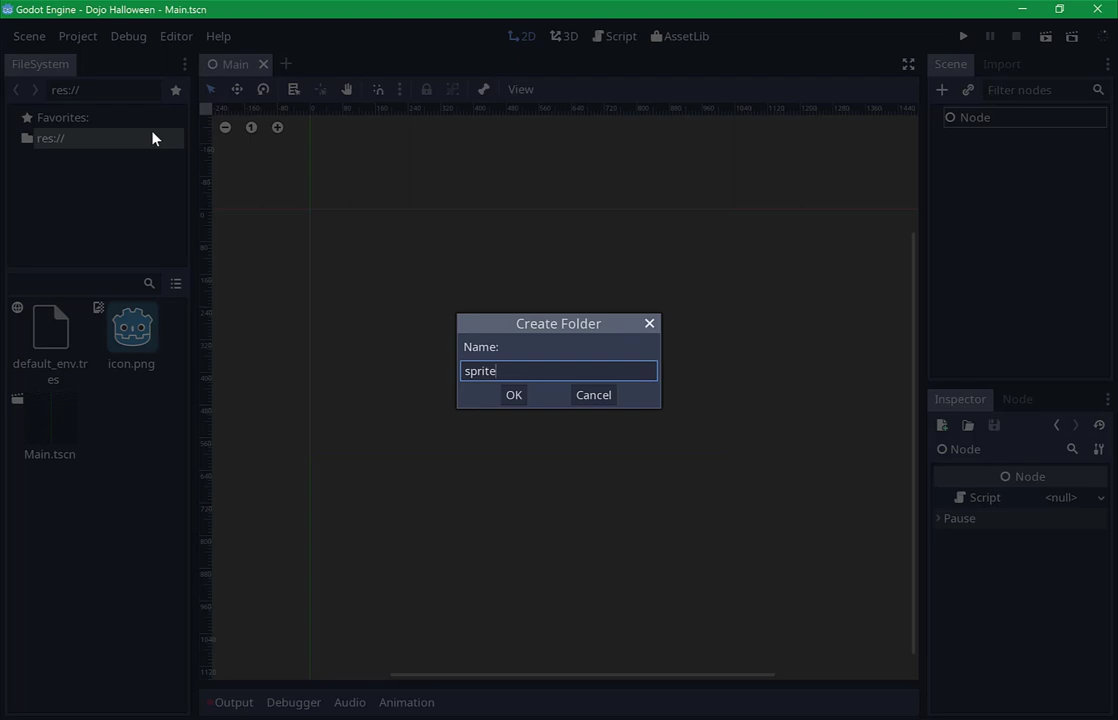 Godot Engine - Dojo Halloween - Main.tscn
Scene Project Debug Editor Help
2D 3D Script AssetLib
FileSystem
Main
Scene Import
res://
View
Filter nodes
Favorites:
res://
Node
Create Folder
Name:
sprite
OK Cancel
default_env.tr
es
icon.png
Main.tscn
Inspector Node
Node
Node
Script <null>
Pause
Output Debugger Audio Animation